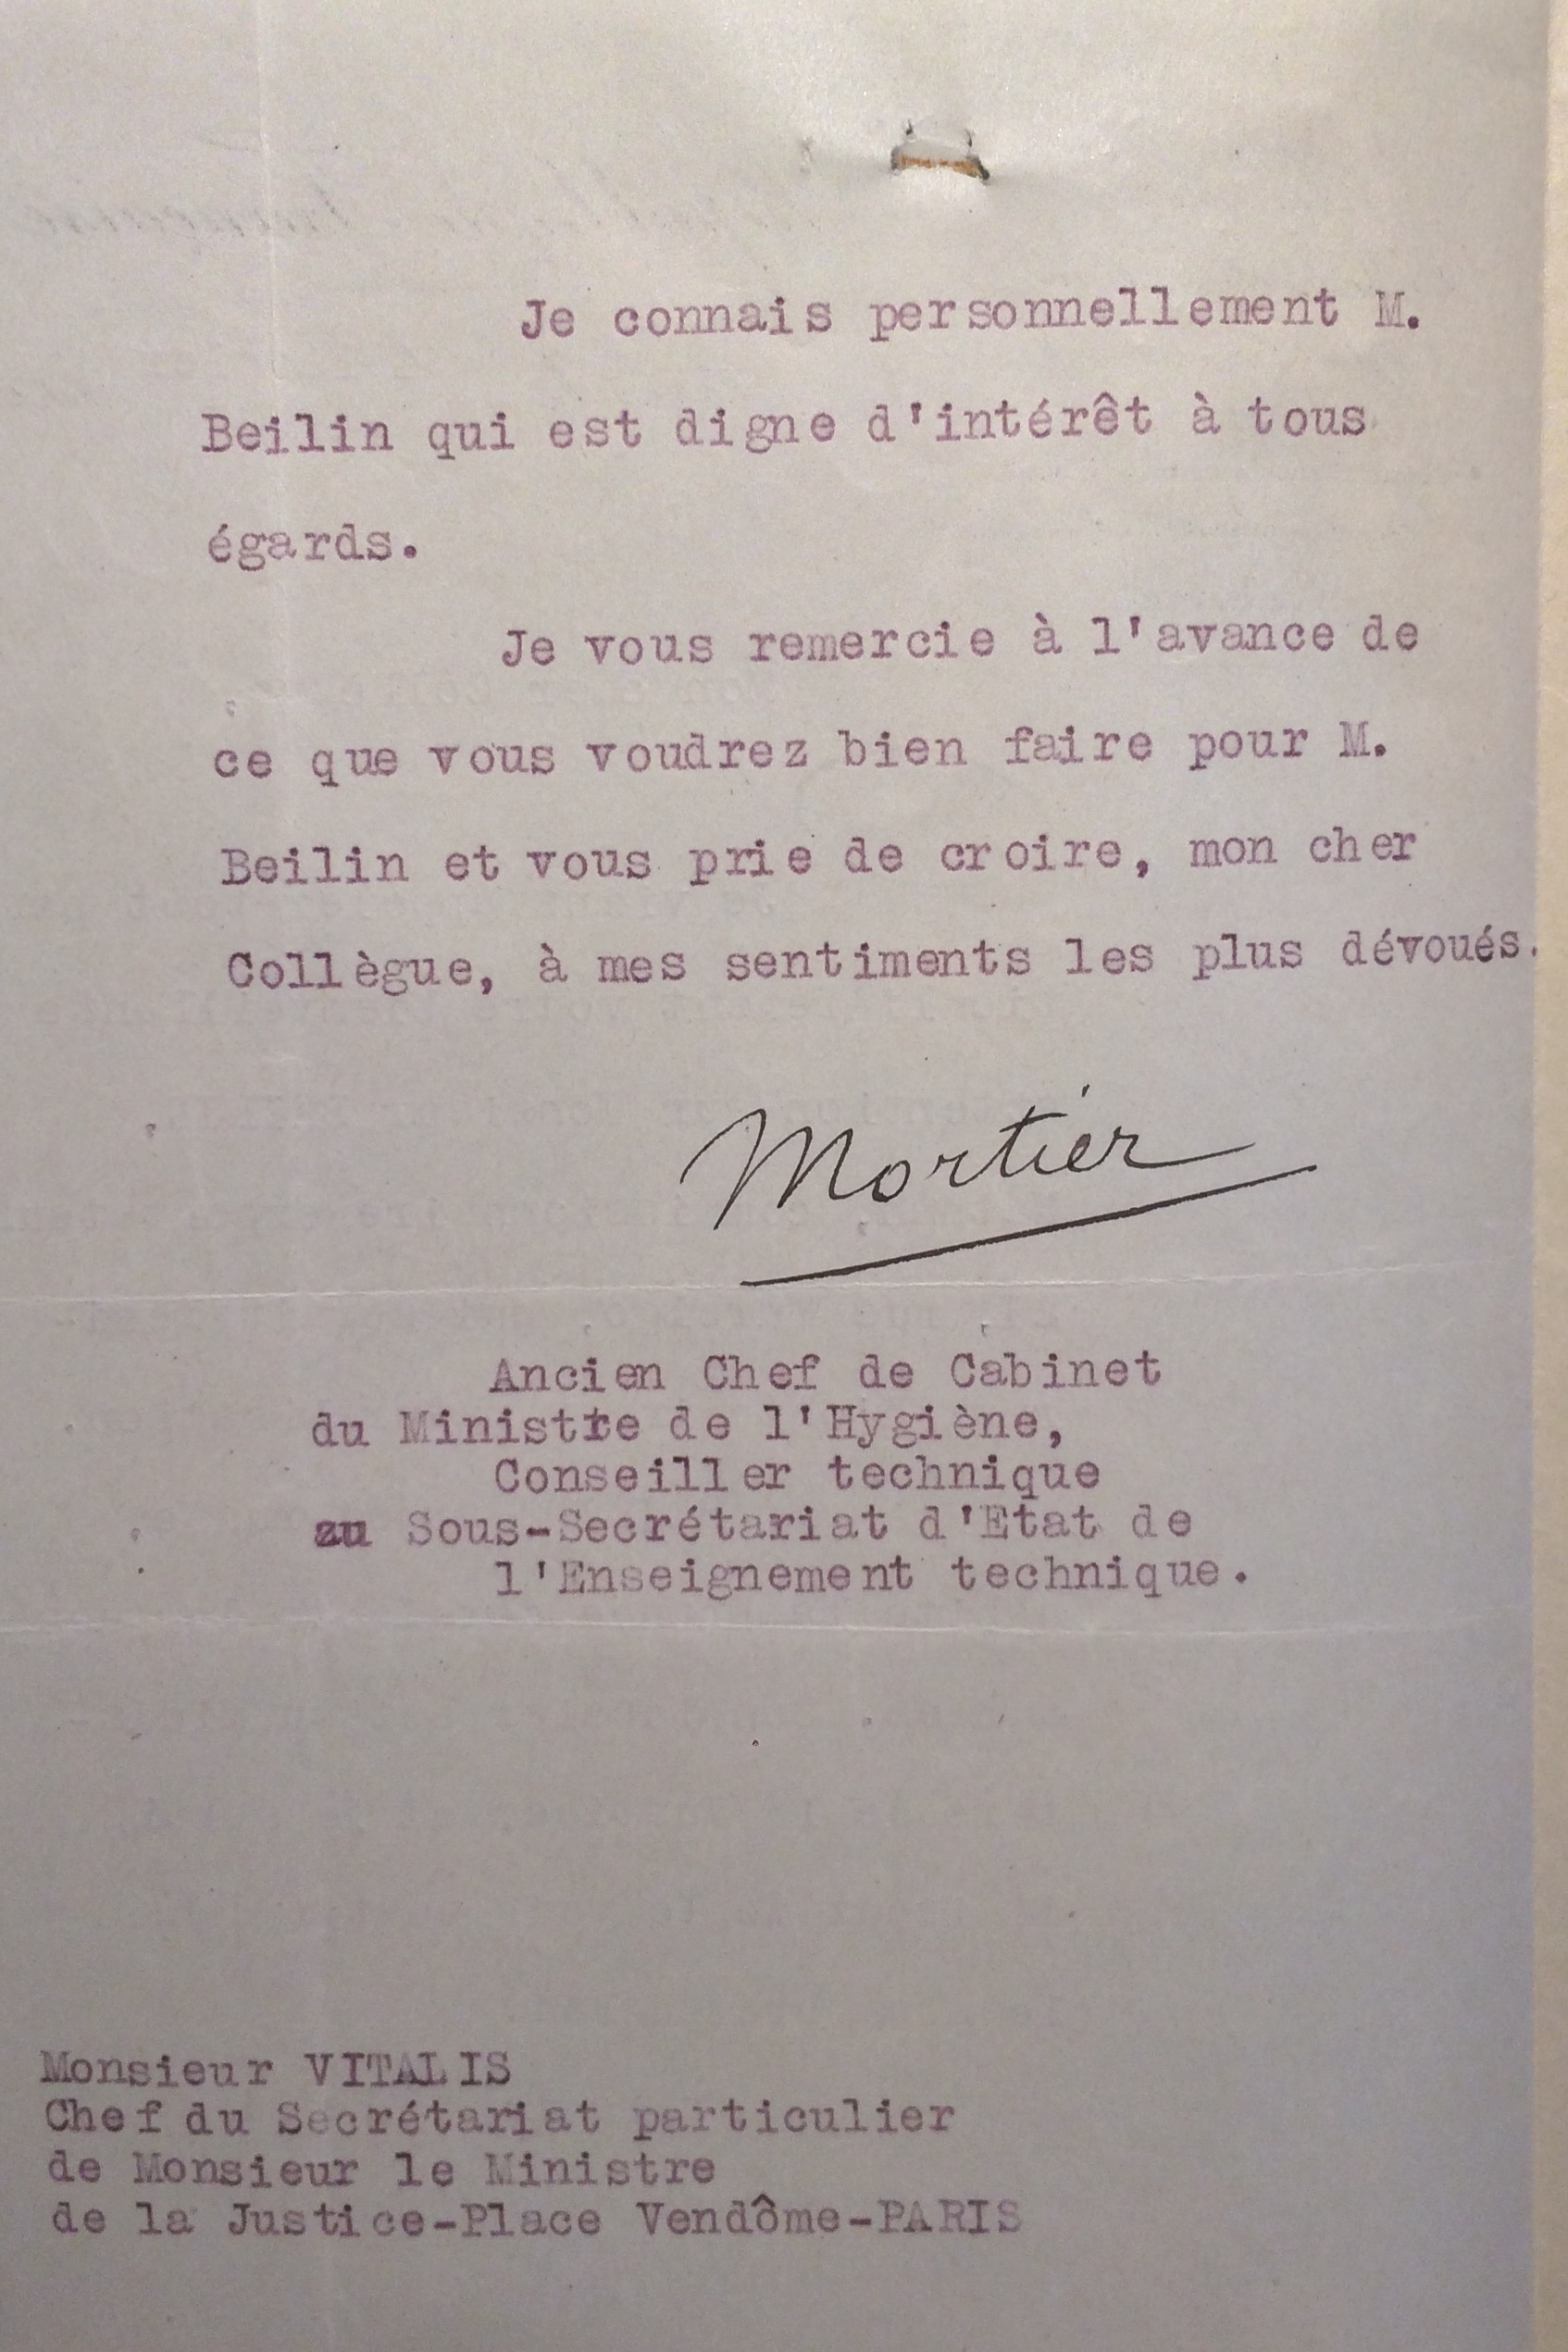 Je connais personnellement M.
Beilin qui est digne d'intérêt à tous
égards.
Je vous remercie à l'avance de
ce que vous voudrez bien faire pour M.
Beilin et vous prie de croire, mon cher
Collègue, à mes sentiments les plus dévoués.
Mortier
Ancien Chef de Cabinet
du Ministre de l'Hygiène,
Conseiller technique
au Sous-Secrétariat d'Etat de
l'Enseignement technique.
Monsieur VITALIS
Chef du Secrétariat particulier
de Monsieur le Ministre
de la Justice-Place Vendôme-PARIS